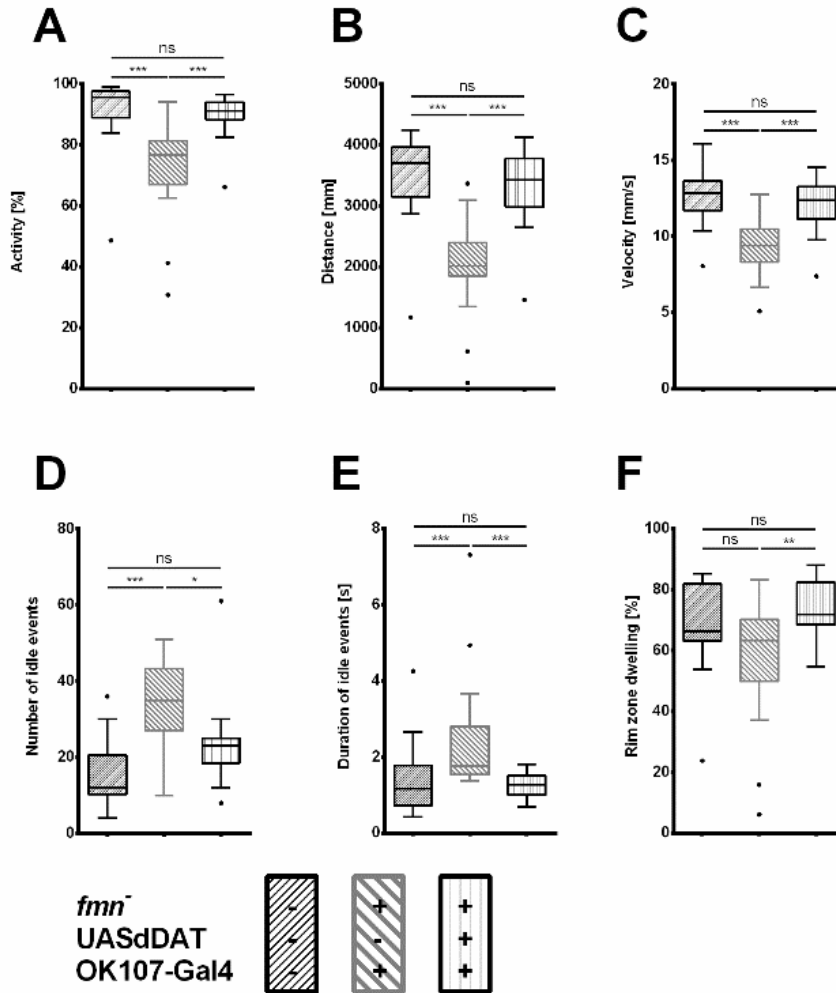 A B C
ns
*** ***
100
80
60
40
20
0
Activity [%]
ns
*** ***
5000
4000
3000
2000
1000
0
Distance [mm]
ns
*** ***
20
15
10
5
0
Velocity [mm/s]
D E F
ns
*** *
80
60
40
20
0
Number of idle events
ns
*** ***
8
6
4
2
0
Duration of idle events [s]
ns
ns **
100
80
60
40
20
0
Rim zone dwelling [%]
fmn- - + +
UASdDAT - - +
OK107-Gal4 - + +